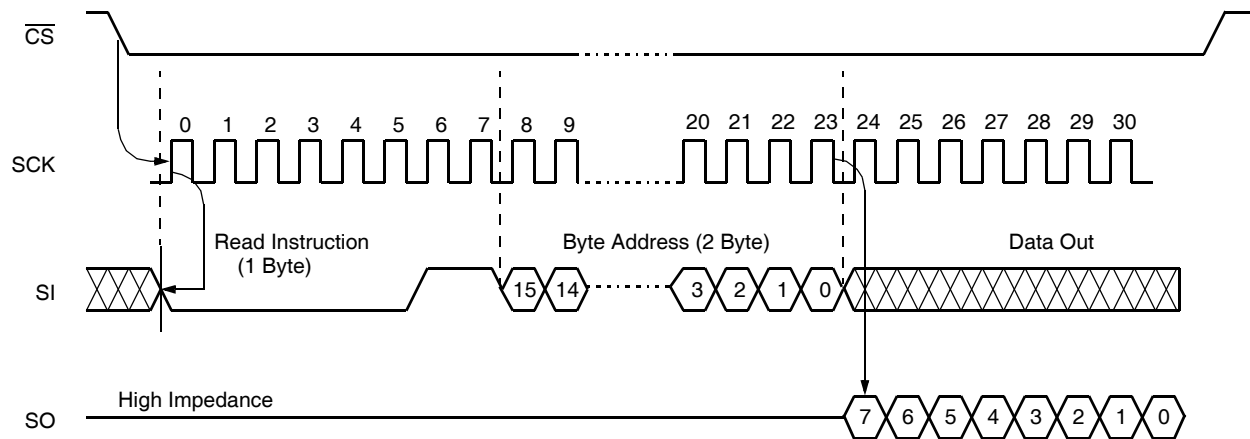 CS
0 1 2 3 4 5 6 7 8 9 20 21 22 23 24 25 26 27 28 29 30
SCK
Read Instruction
(1 Byte)
Byte Address (2 Byte)
Data Out
SI
15 14 3 2 1 0
High Impedance
SO
7 6 5 4 3 2 1 0